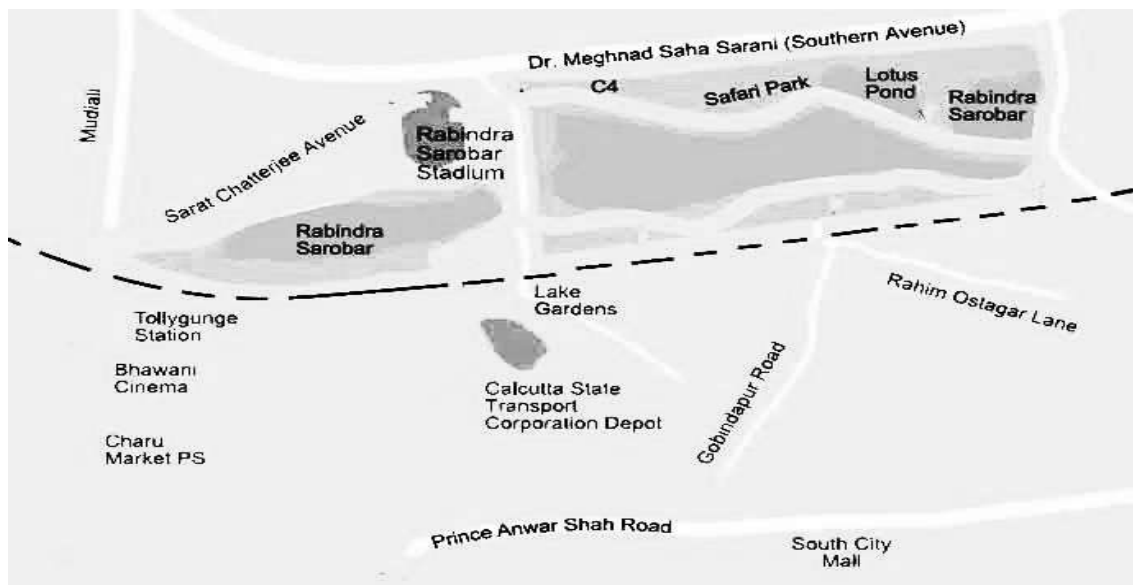 Dr. Meghnad Saha Sarani (Southern Avenue)
C4
Safari Park
Lotus
Pond
Rabindra
Sarobar
Mudiali
Sarat Chatterjee Avenue
Rabindra
Sarobar
Stadium
Rabindra
Sarobar
Lake
Gardens
Rahim Ostagar Lane
Tollygunge
Station
Bhawani
Cinema
Calcutta State
Transport
Corporation Depot
Gobindapur Road
Charu
Market PS
Prince Anwar Shah Road
South City
Mall